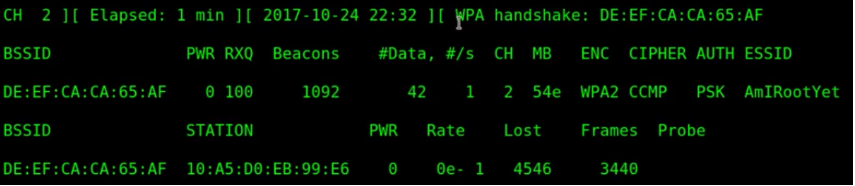 CH  2 ][ Elapsed: 1 min ][ 2017-10-24 22:32 ][ WPA handshake: DE:EF:CA:CA:65:AF
BSSID              PWR RXQ  Beacons    #Data, #/s  CH  MB   ENC  CIPHER AUTH ESSID
DE:EF:CA:CA:65:AF    0 100     1092       42    1   2  54e  WPA2 CCMP   PSK  AmIRootYet
BSSID              STATION            PWR   Rate    Lost    Frames  Probe
DE:EF:CA:CA:65:AF  10:A5:D0:EB:99:E6    0    0e- 1   4546     3440